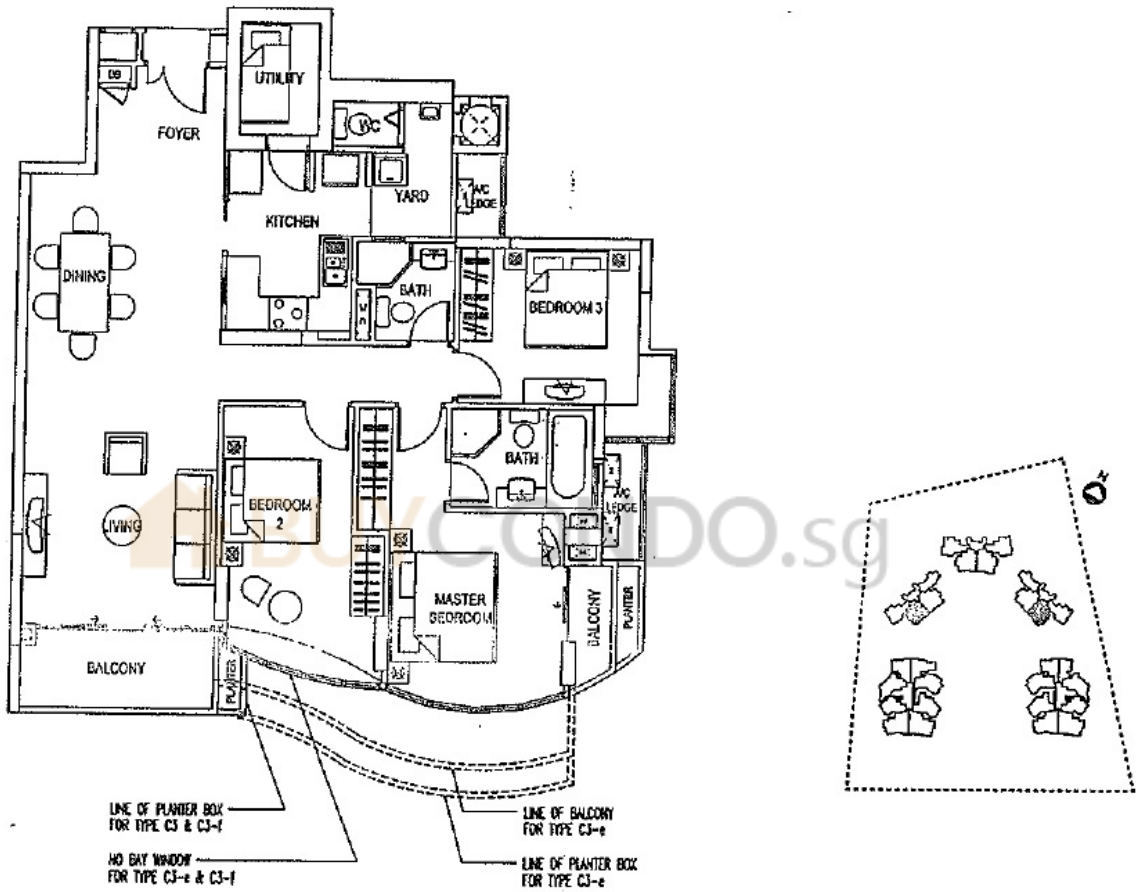 UTILITY
DB
WC
FOYER
YARD
A/C
LEDGE
KITCHEN
DINING
BATH
BEDROOM 3
BATH
BEDROOM
2
A/C
LEDGE
LIVING
BUYCONDO.sg
MASTER
BEDROOM
BALCONY
PLANTER
BALCONY
PLANTER
LINE OF PLANTER BOX
FOR TYPE C3 & C3-f
LINE OF BALCONY
FOR TYPE C3-e
NO BAY WINDOW
FOR TYPE C3-e & C3-f
LINE OF PLANTER BOX
FOR TYPE C3-e
N